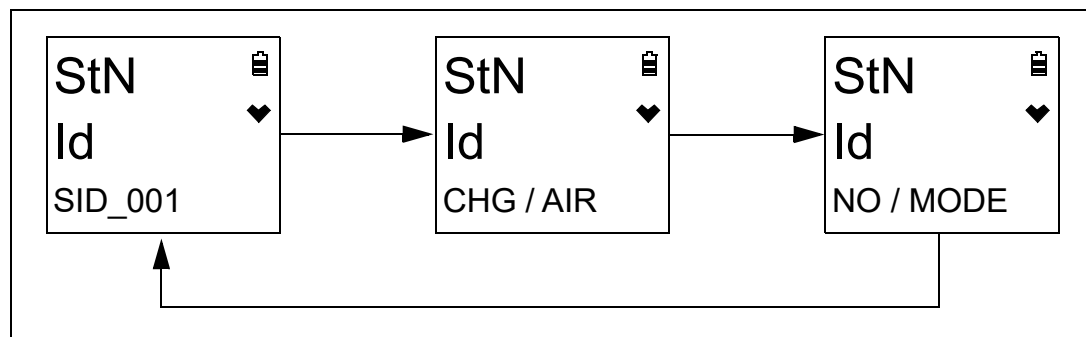 StN
Id
SID_001
StN
Id
CHG / AIR
StN
Id
NO / MODE